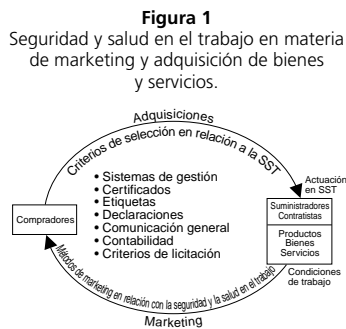 Figura 1
Seguridad y salud en el trabajo en materia
de marketing y adquisición de bienes
y servicios.
Adquisiciones
Criterios de selección en relación a la SST
• Sistemas de gestión
• Certificados
• Etiquetas
• Declaraciones
• Comunicación general
• Contabilidad
• Criterios de licitación
Compradores
Actuación
en SST
Suministradores
Contratistas
Productos
Bienes
Servicios
Condiciones
de trabajo
Métodos de marketing en relación con la seguridad y la salud en el trabajo
Marketing